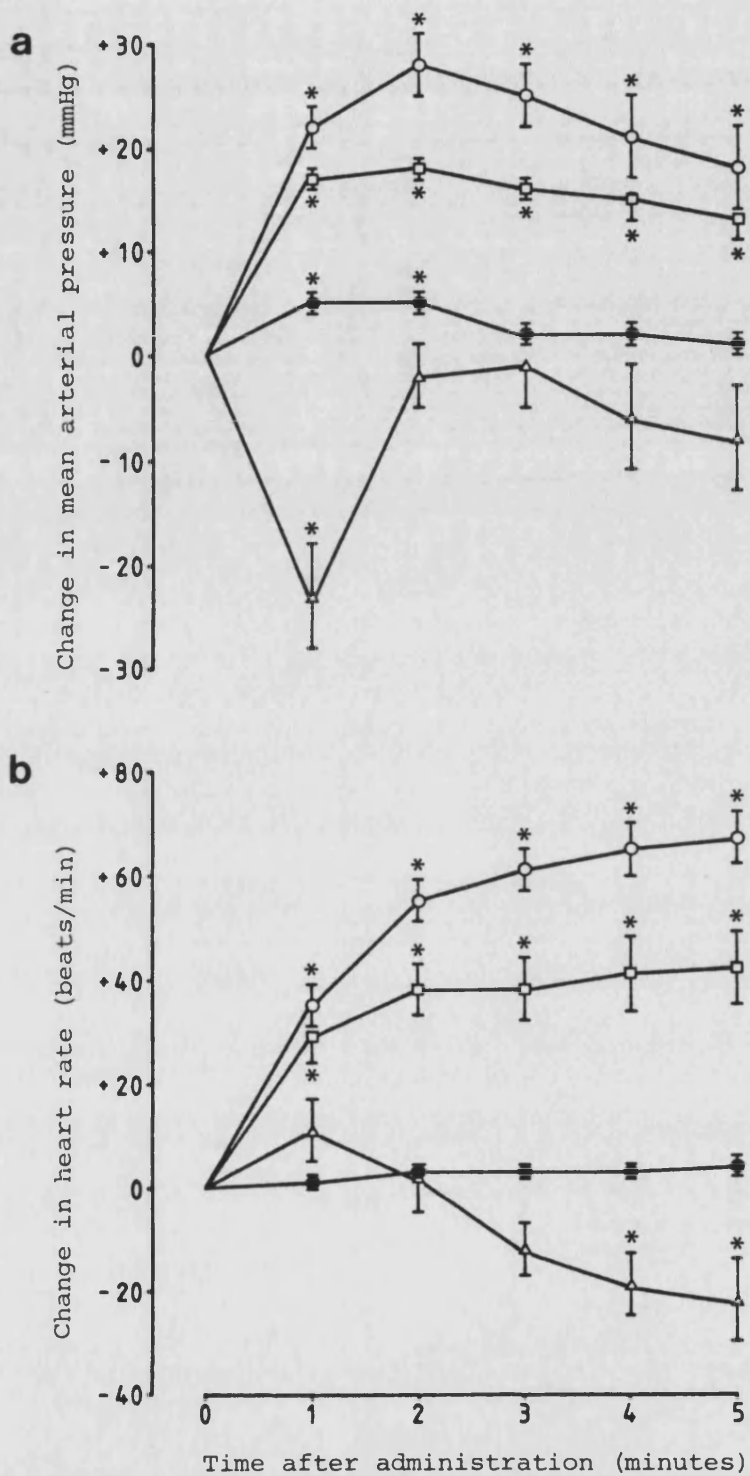 a
Change in mean arterial pressure (mmHg)
+30
+20
+10
0
-10
-20
-30
* * * * *
* * * * *
* *
*
b
Change in heart rate (beats/min)
+80
+60
+40
+20
0
-20
-40
* * * * *
* * * *
*
* *
0 1 2 3 4 5
Time after administration (minutes)